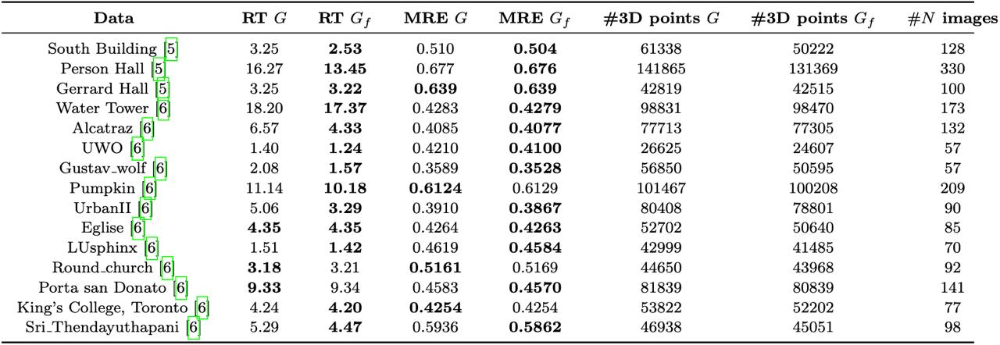 Data RT G RT G_f MRE G MRE G_f #3D points G #3D points G_f #N images
South Building [5] 3.25 2.53 0.510 0.504 61338 50222 128
Person Hall [5] 16.27 13.45 0.677 0.676 141865 131369 330
Gerrard Hall [5] 3.25 3.22 0.639 0.639 42819 42515 100
Water Tower [6] 18.20 17.37 0.4283 0.4279 98831 98470 173
Alcatraz [6] 6.57 4.33 0.4085 0.4077 77713 77305 132
UWO [6] 1.40 1.24 0.4210 0.4100 26625 24607 57
Gustav_wolf [6] 2.08 1.57 0.3589 0.3528 56850 50595 57
Pumpkin [6] 11.14 10.18 0.6124 0.6129 101467 100208 209
UrbanII [6] 5.06 3.29 0.3910 0.3867 80408 78801 90
Eglise [6] 4.35 4.35 0.4264 0.4263 52702 50640 85
LUsphinx [6] 1.51 1.42 0.4619 0.4584 42999 41485 70
Round_church [6] 3.18 3.21 0.5161 0.5169 44650 43968 92
Porta san Donato [6] 9.33 9.34 0.4583 0.4570 81839 80839 141
King's College, Toronto [6] 4.24 4.20 0.4254 0.4254 53822 52202 77
Sri_Thendayuthapani [6] 5.29 4.47 0.5936 0.5862 46938 45051 98